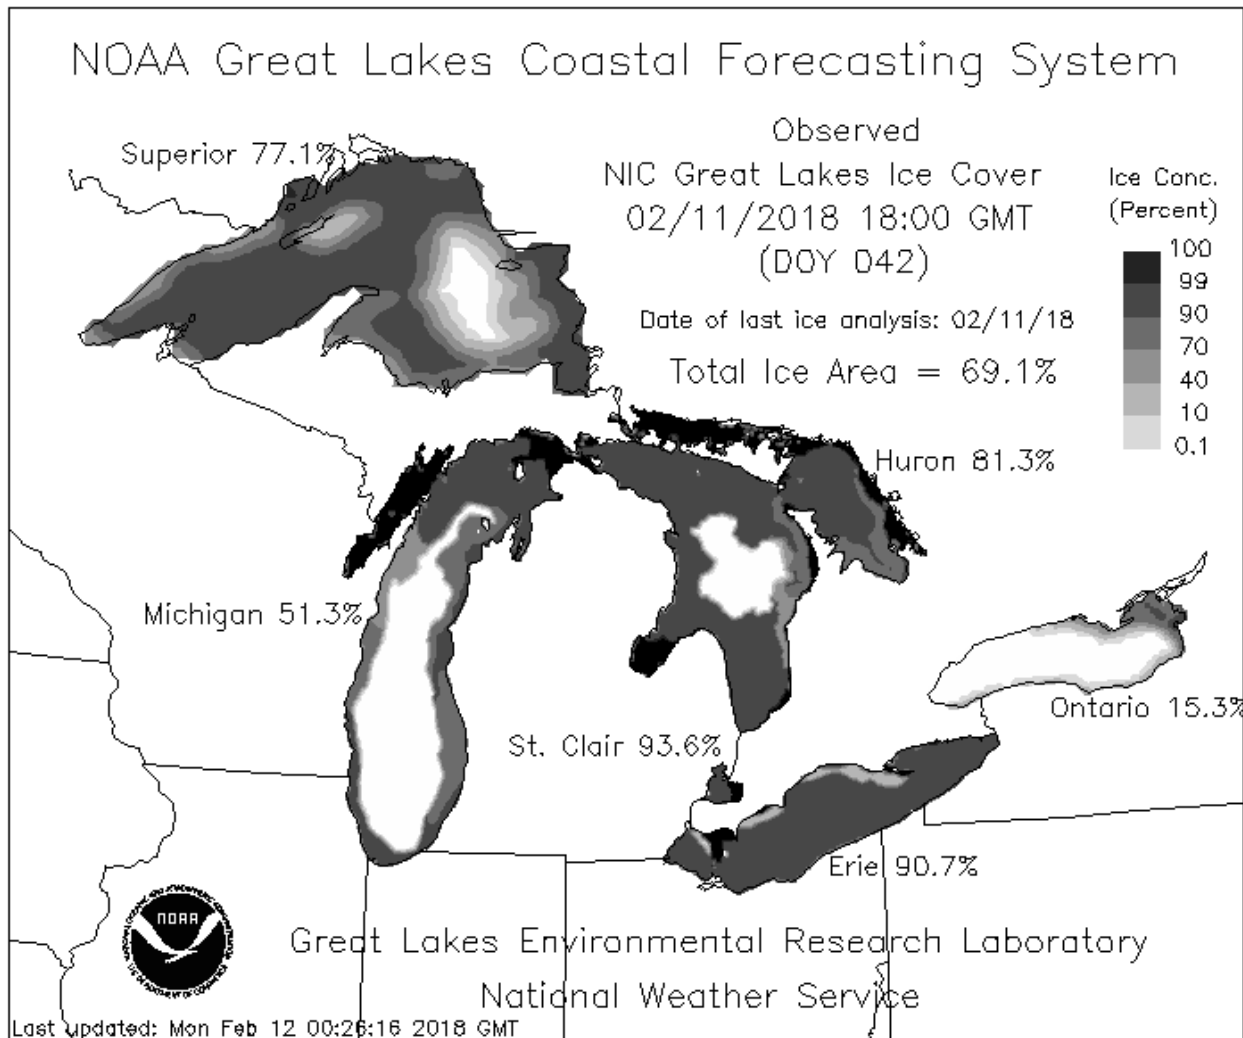 NOAA Great Lakes Coastal Forecasting System
Observed
NIC Great Lakes Ice Cover
02/11/2018 18:00 GMT
(DOY 042)
Date of last ice analysis: 02/11/18
Total Ice Area = 69.1%
Ice Conc.
(Percent)
100
99
90
70
40
10
0.1
Superior 77.1%
Huron 81.3%
Michigan 51.3%
Ontario 15.3%
St. Clair 93.6%
Erie 90.7%
NOAA
Great Lakes Environmental Research Laboratory
National Weather Service
Last updated: Mon Feb 12 00:26:16 2018 GMT